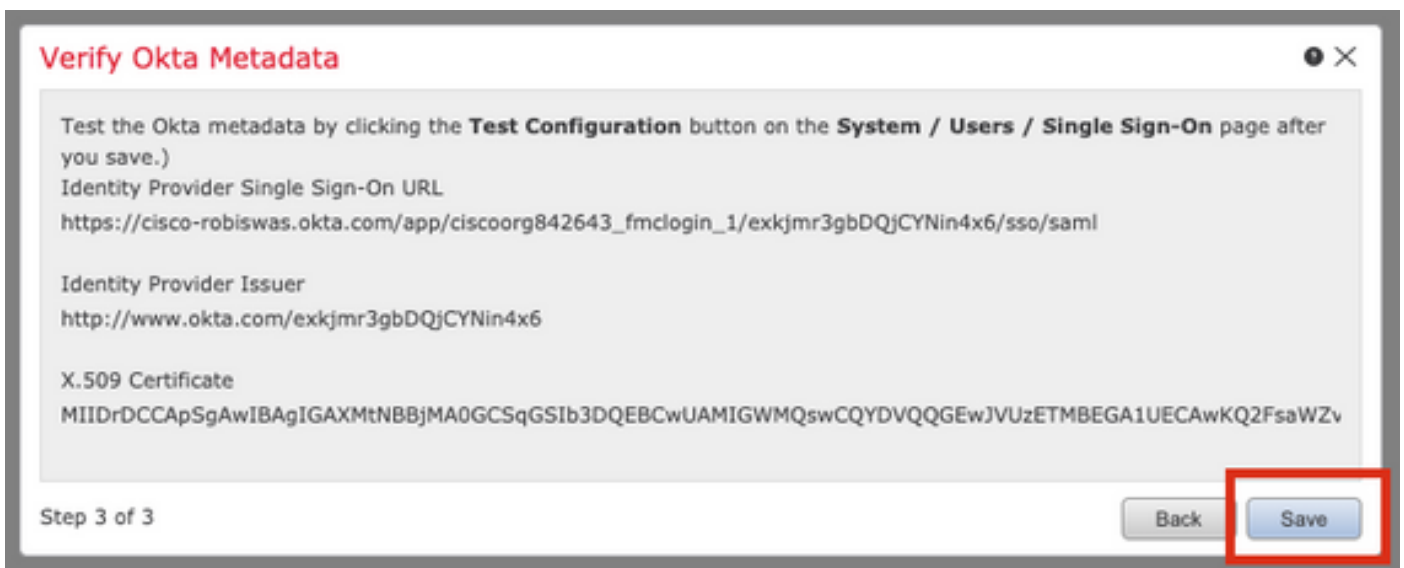 Verify Okta Metadata
Test the Okta metadata by clicking the Test Configuration button on the System / Users / Single Sign-On page after
you save.)
Identity Provider Single Sign-On URL
https://cisco-robiswas.okta.com/app/ciscoorg842643_fmclogin_1/exkjmr3gbDQjCYNin4x6/sso/saml
Identity Provider Issuer
http://www.okta.com/exkjmr3gbDQjCYNin4x6
X.509 Certificate
MIIDrDCCApSgAwIBAgIGAXMtNBBjMA0GCSqGSIb3DQEBCwUAMIGWMQswCQYDVQQGEwJVUzETMBEGA1UECAwKQ2FsaWZv
Step 3 of 3
Back
Save